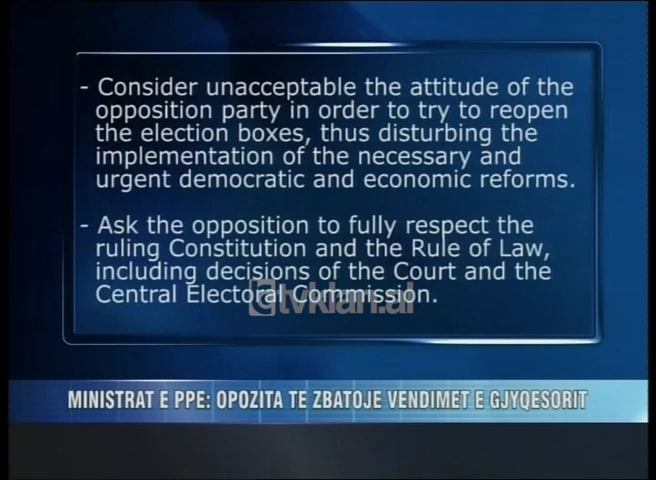 - Consider unacceptable the attitude of the
opposition party in order to try to reopen
the election boxes, thus disturbing the
implementation of the necessary and
urgent democratic and economic reforms.
- Ask the opposition to fully respect the
ruling Constitution and the Rule of Law,
including decisions of the Court and the
Central Electoral Commission.
tvklan.al
MINISTRAT E PPE: OPOZITA TE ZBATOJE VENDIMET E GJYQESORIT